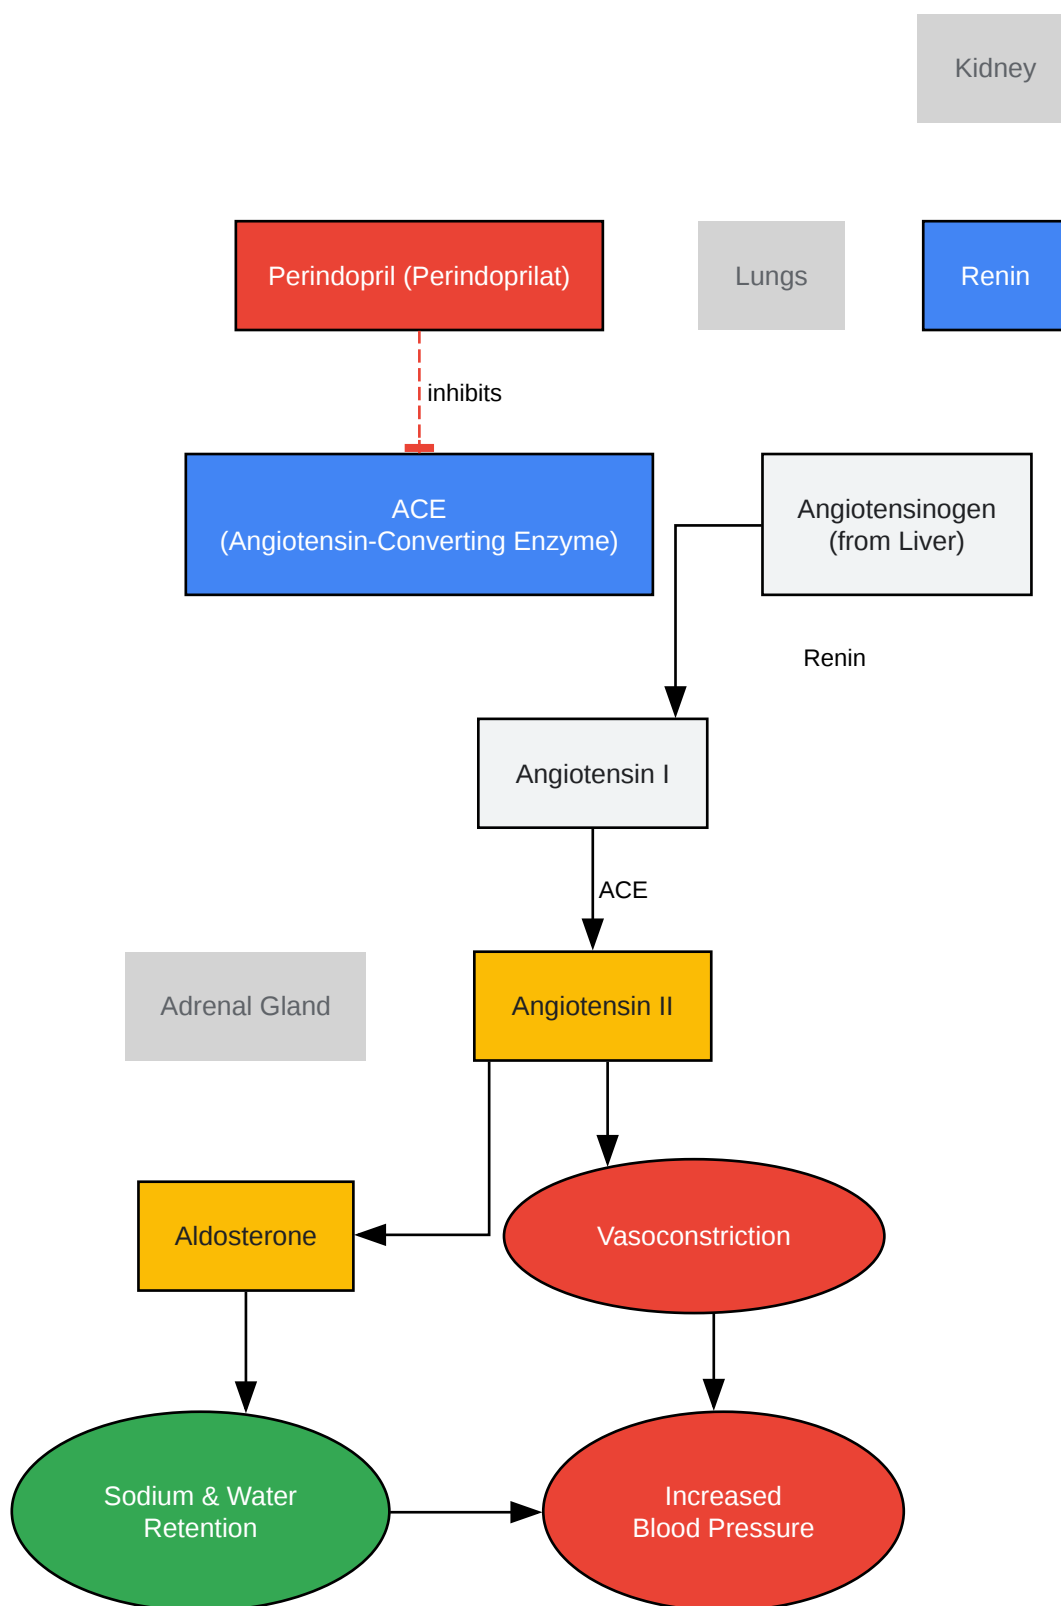 Kidney
Perindopril (Perindoprilat)
Lungs
Renin
inhibits
ACE
(Angiotensin-Converting Enzyme)
Angiotensinogen
(from Liver)
Renin
Angiotensin I
ACE
Adrenal Gland
Angiotensin II
Aldosterone
Vasoconstriction
Sodium & Water
Retention
Increased
Blood Pressure